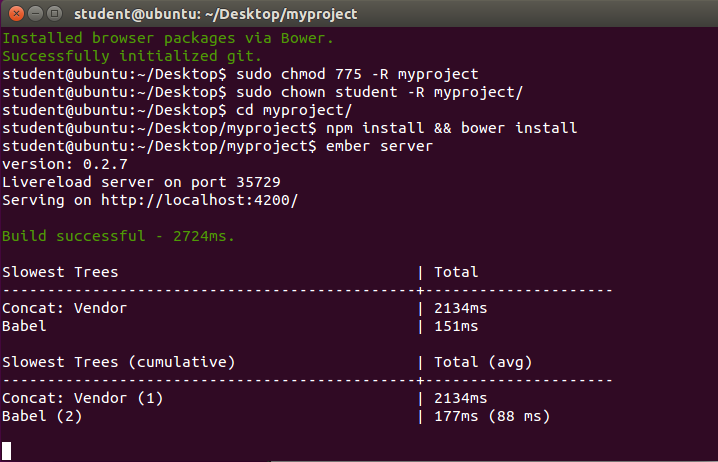 student@ubuntu: ~/Desktop/myproject
Installed browser packages via Bower.
Successfully initialized git.
student@ubuntu:~/Desktop$ sudo chmod 775 -R myproject
student@ubuntu:~/Desktop$ sudo chown student -R myproject/
student@ubuntu:~/Desktop$ cd myproject/
student@ubuntu:~/Desktop/myproject$ npm install && bower install
student@ubuntu:~/Desktop/myproject$ ember server
version: 0.2.7
Livereload server on port 35729
Serving on http://localhost:4200/
Build successful - 2724ms.
Slowest Trees | Total
----------------------------------------------+---------------------
Concat: Vendor | 2134ms
Babel | 151ms
Slowest Trees (cumulative) | Total (avg)
----------------------------------------------+---------------------
Concat: Vendor (1) | 2134ms
Babel (2) | 177ms (88 ms)